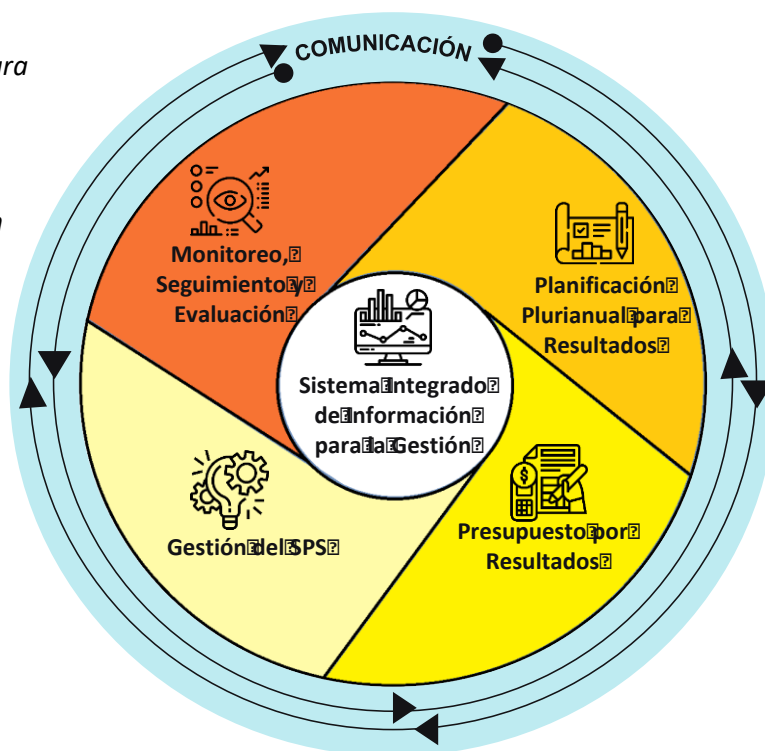 ara
COMUNICACIÓN
Monitoreo,
Seguimiento y
Evaluación
Planificación
Plurianual para
Resultados
Sistema Integrado
de Información
para la Gestión
Gestión del SPS
Presupuesto por
Resultados